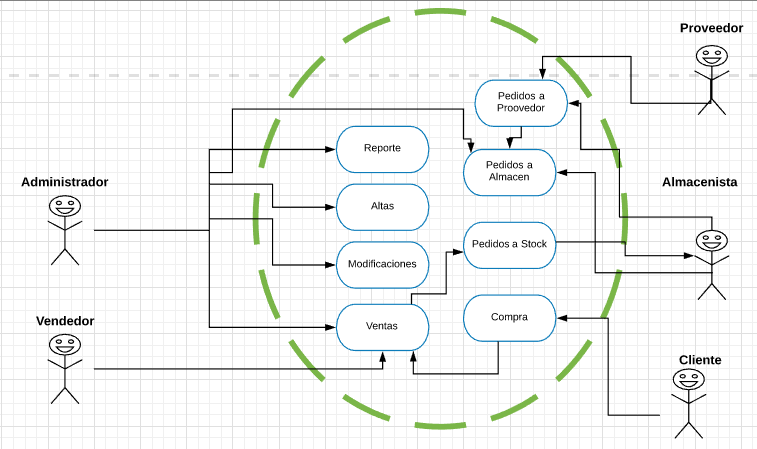 Proveedor
Pedidos a
Proovedor
Reporte
Pedidos a
Almacen
Administrador
Almacenista
Altas
Pedidos a Stock
Modificaciones
Vendedor
Ventas
Compra
Cliente